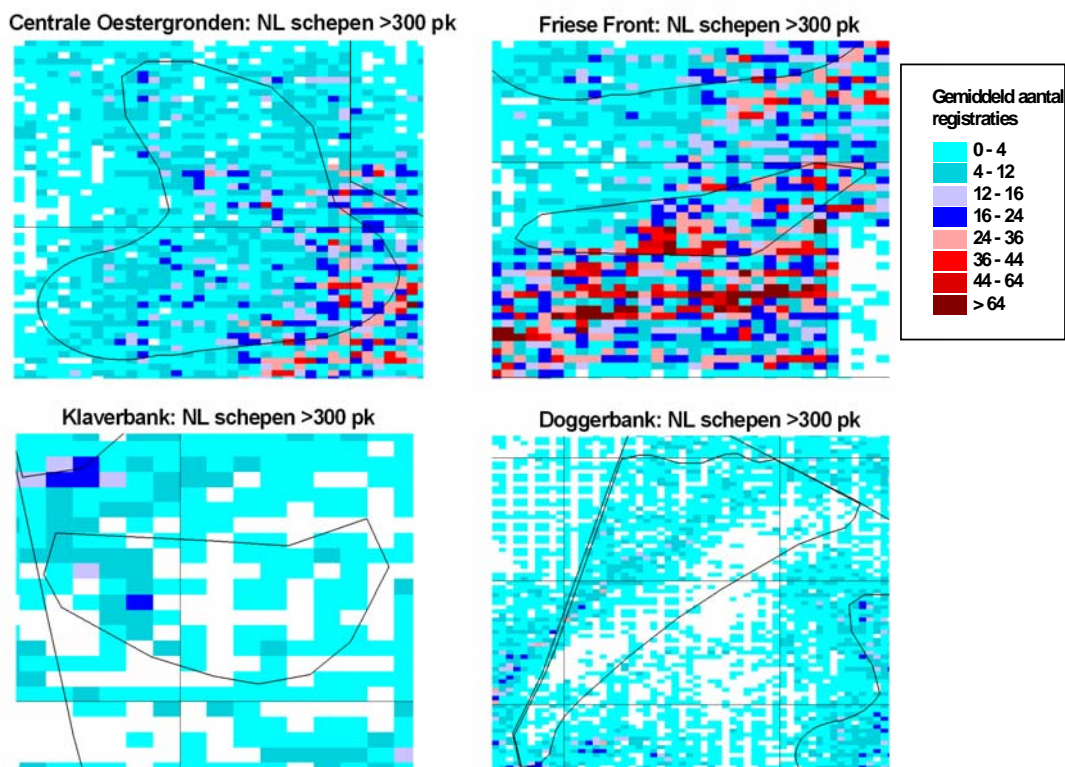 Centrale Oestergronden: NL schepen >300 pk
Friese Front: NL schepen >300 pk
Gemiddeld aantal
registraties
0 - 4
4 - 12
12 - 16
16 - 24
24 - 36
36 - 44
44 - 64
> 64
Klaverbank: NL schepen >300 pk
Doggerbank: NL schepen >300 pk